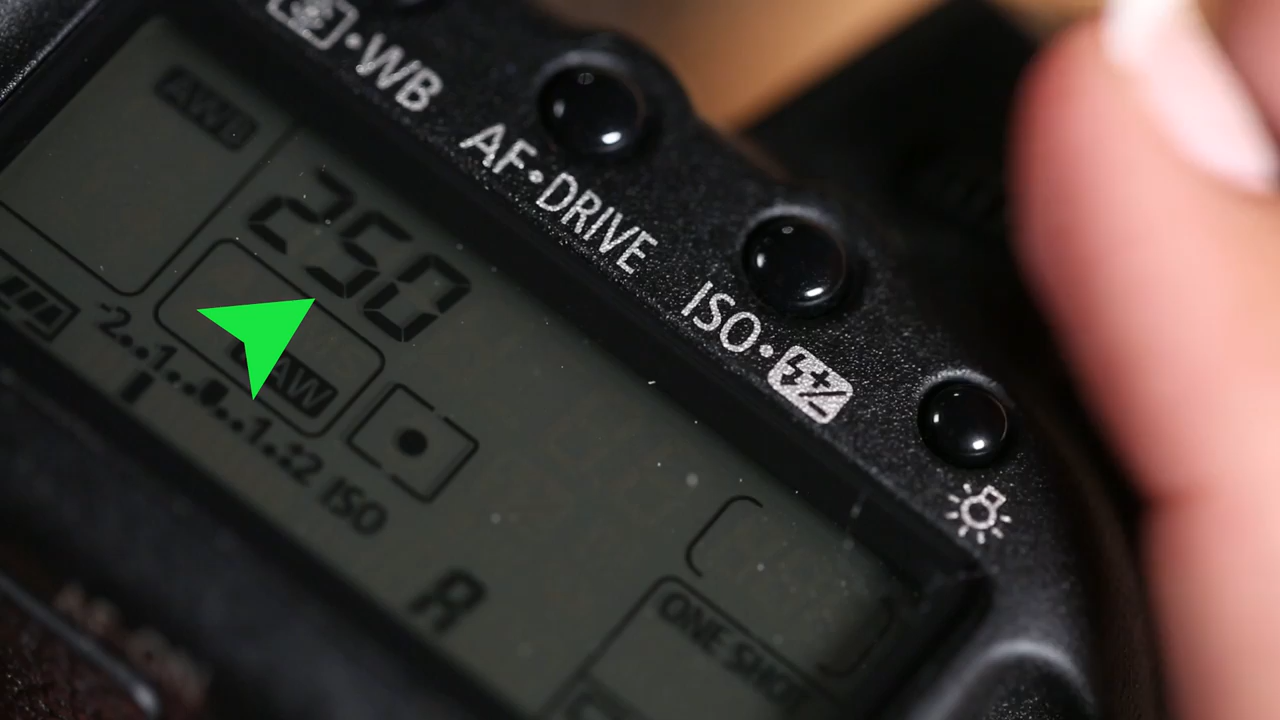 WB
AF•DRIVE
ISO•
AWB
250
RAW
-2..1..0..1.:2 ISO
A
ONE SHOT